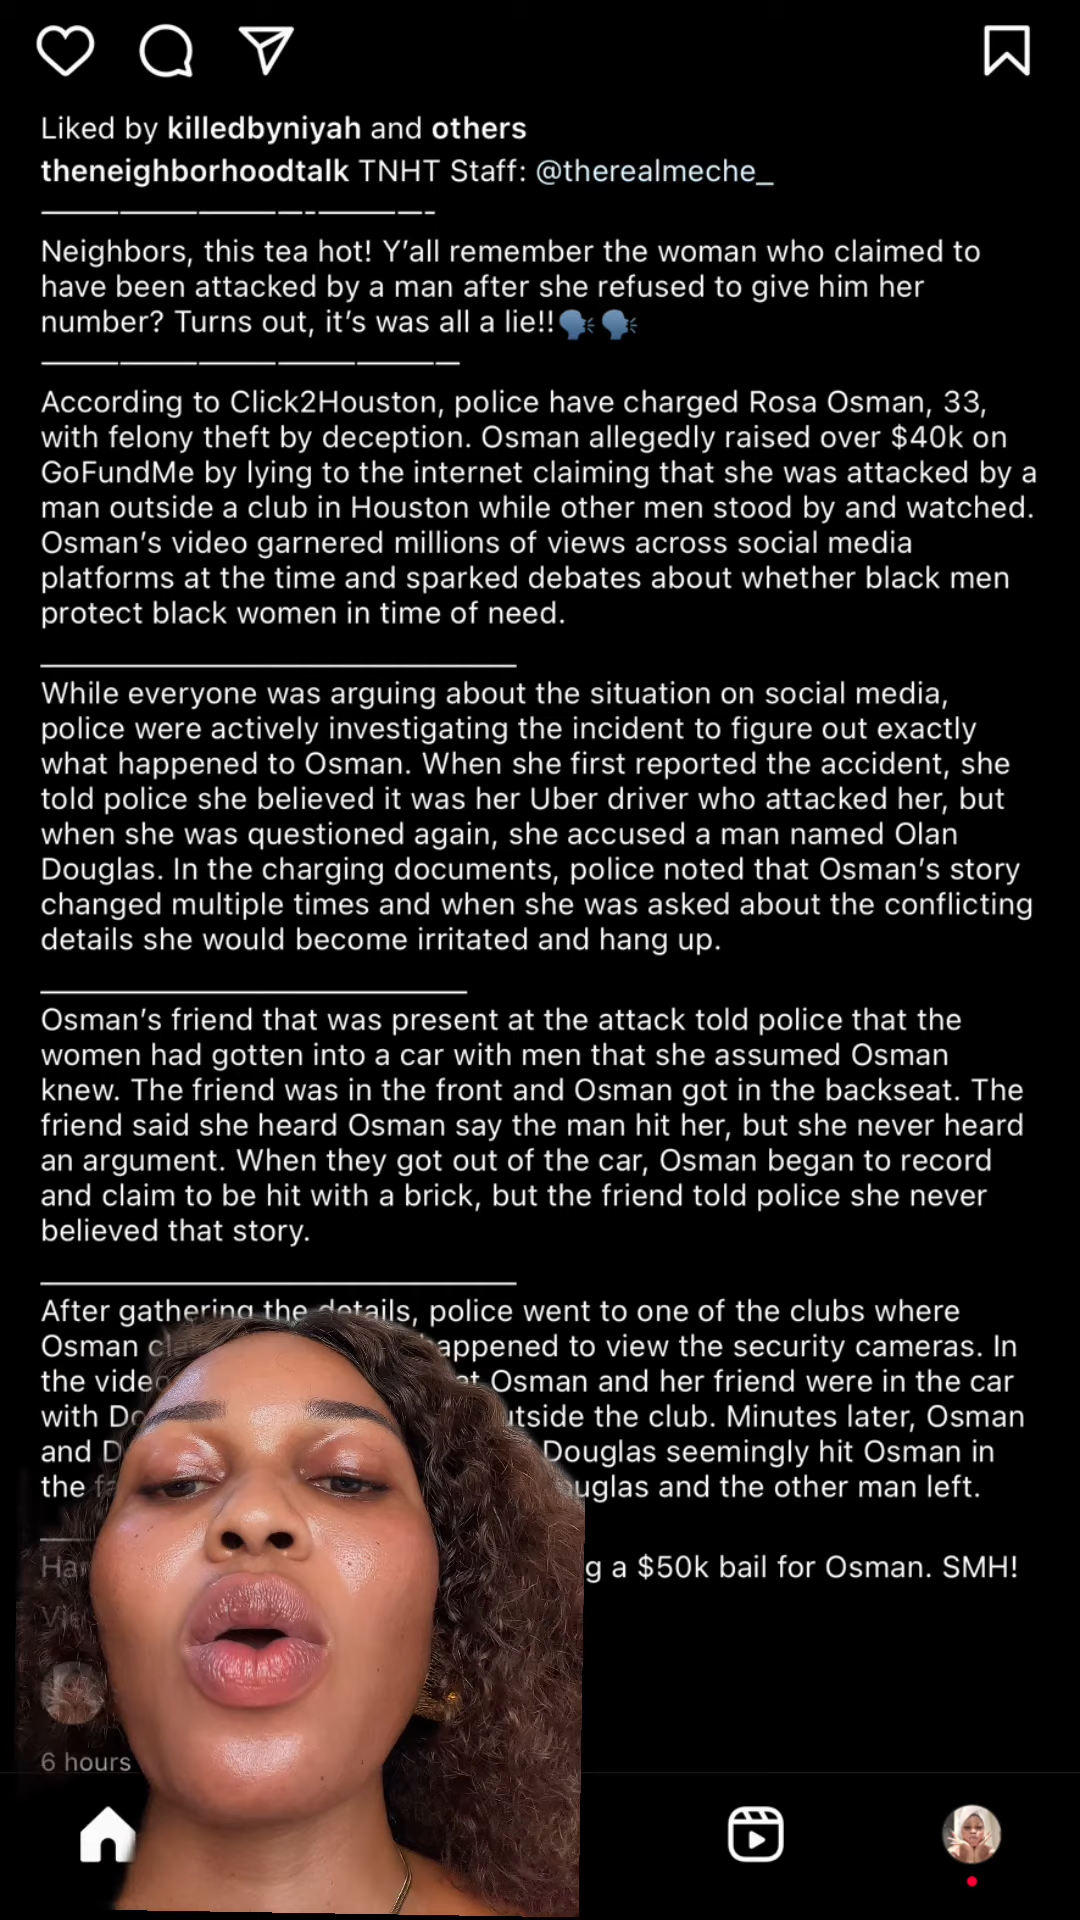 Liked by killedbyniyah and others
theneighborhoodtalk TNHT Staff: @therealmeche_
Neighbors, this tea hot! Y’all remember the woman who claimed to
have been attacked by a man after she refused to give him her
number? Turns out, it’s was all a lie!!🗣️🗣️
According to Click2Houston, police have charged Rosa Osman, 33,
with felony theft by deception. Osman allegedly raised over $40k on
GoFundMe by lying to the internet claiming that she was attacked by a
man outside a club in Houston while other men stood by and watched.
Osman’s video garnered millions of views across social media
platforms at the time and sparked debates about whether black men
protect black women in time of need.
While everyone was arguing about the situation on social media,
police were actively investigating the incident to figure out exactly
what happened to Osman. When she first reported the accident, she
told police she believed it was her Uber driver who attacked her, but
when she was questioned again, she accused a man named Olan
Douglas. In the charging documents, police noted that Osman’s story
changed multiple times and when she was asked about the conflicting
details she would become irritated and hang up.
Osman’s friend that was present at the attack told police that the
women had gotten into a car with men that she assumed Osman
knew. The friend was in the front and Osman got in the backseat. The
friend said she heard Osman say the man hit her, but she never heard
an argument. When they got out of the car, Osman began to record
and claim to be hit with a brick, but the friend told police she never
believed that story.
After gathering the details, police went to one of the clubs where
Osman happened to view the security cameras. In
the Osman and her friend were in the car
with outside the club. Minutes later, Osman
and Douglas seemingly hit Osman in
the Douglas and the other man left.
a $50k bail for Osman. SMH!
6 hours